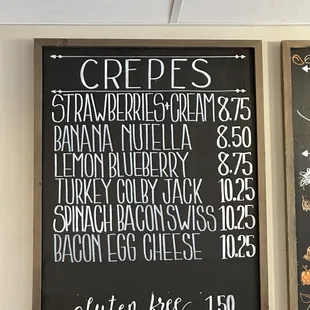 CREPES
STRAWBERRIES+CREAM 8.75
BANANA NUTELLA 8.50
LEMON BLUEBERRY 8.75
TURKEY COLBY JACK 10.25
SPINACH BACON SWISS 10.25
BACON EGG CHEESE 10.25
gluten free 1.50